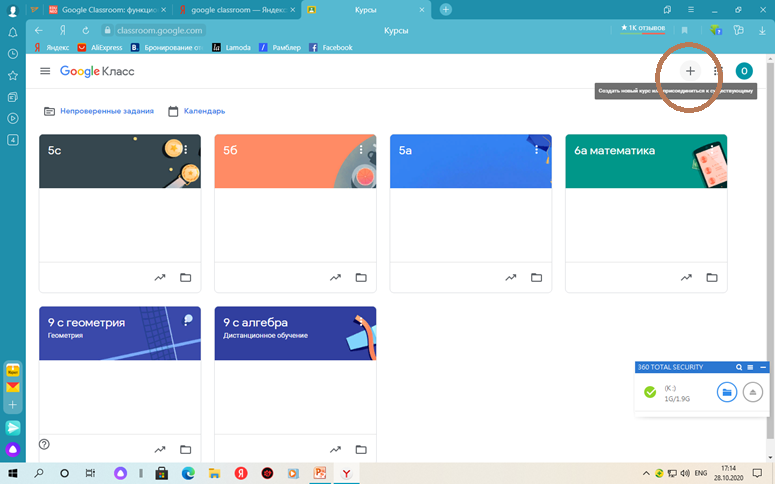 Google Classroom: функцио
google classroom — Яндекс
Курсы
classroom.google.com
Курсы
1К отзывов
Яндекс
AliExpress
Бронирование от
Lamoda
Рамблер
Facebook
Google Класс
О
Создать новый курс или присоединиться к существующему
Непроверенные задания
Календарь
5с
5б
5а
6а математика
9 с геометрия
Геометрия
9 с алгебра
Дистанционное обучение
360 TOTAL SECURITY
(K:)
1G/1.9G
4
ENG
17:14
28.10.2020